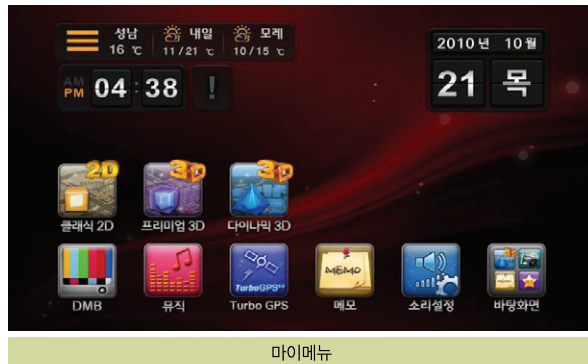 성남 내일 모레
16 ℃ 11/21 ℃ 10/15 ℃
2010년 10월
AM
PM 04:38 !
21 목
2D 3D 3D
클래식 2D 프리미엄 3D 다이나믹 3D
TurboGPS++ MEMO
DMB 뮤직 Turbo GPS 메모 소리설정 바탕화면
마이메뉴